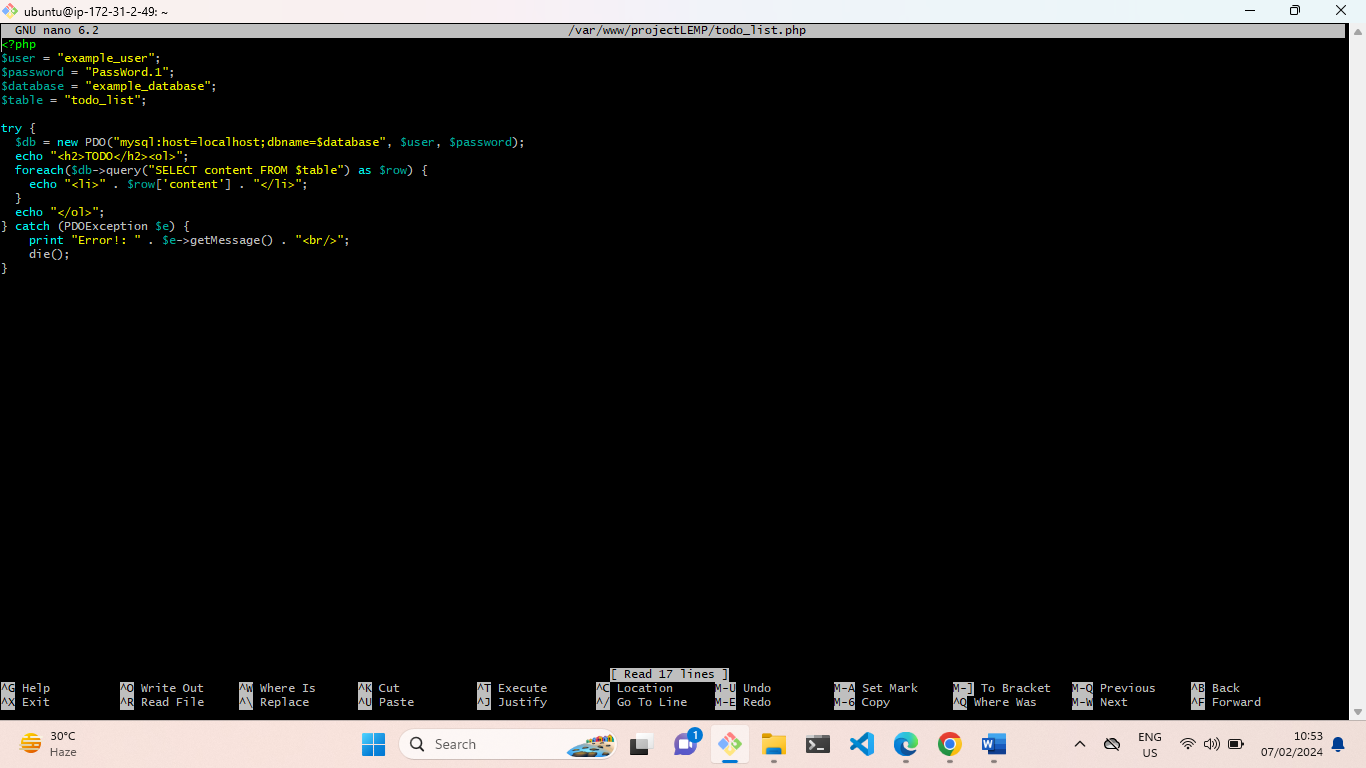 ubuntu@ip-172-31-2-49: ~
GNU nano 6.2 /var/www/projectLEMP/todo_list.php
<?php
$user = "example_user";
$password = "PassWord.1";
$database = "example_database";
$table = "todo_list";
try {
  $db = new PDO("mysql:host=localhost;dbname=$database", $user, $password);
  echo "<h2>TODO</h2><ol>";
  foreach($db->query("SELECT content FROM $table") as $row) {
    echo "<li>" . $row['content'] . "</li>";
  }
  echo "</ol>";
} catch (PDOException $e) {
    print "Error!: " . $e->getMessage() . "<br/>";
    die();
}
[ Read 17 lines ]
^G Help ^O Write Out ^W Where Is ^K Cut ^T Execute ^C Location M-U Undo M-A Set Mark M-] To Bracket M-Q Previous ^B Back
^X Exit ^R Read File ^\ Replace ^U Paste ^J Justify ^/ Go To Line M-E Redo M-6 Copy ^Q Where Was M-W Next ^F Forward
30°C
Haze
Search
1
ENG
US
10:53
07/02/2024